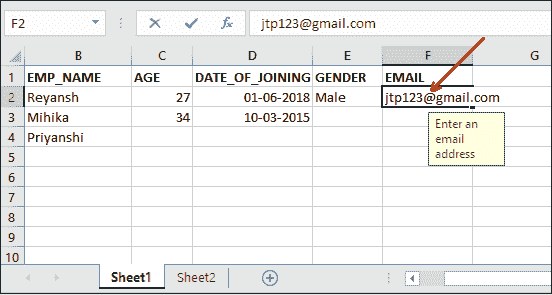 F2 fx jtp123@gmail.com
B C D E F G
1 EMP_NAME AGE DATE_OF_JOINING GENDER EMAIL
2 Reyansh 27 01-06-2018 Male jtp123@gmail.com
3 Mihika 34 10-03-2015
4 Priyanshi
Enter an
email
address
5
6
7
8
9
10
Sheet1 Sheet2